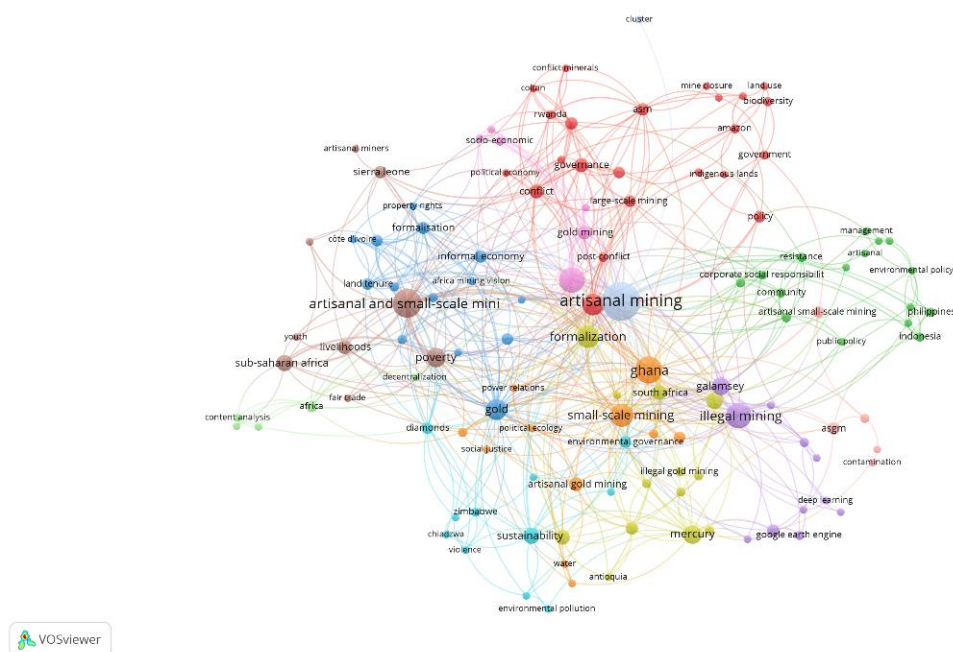 cluster
conflict minerals
coltan
mine closure
land use
biodiversity
rwanda
asm
amazon
socio-economic
artisanal miners
government
governance
sierra leone
political economy
indigenous lands
conflict
large-scale mining
property rights
policy
formalisation
gold mining
management
côte d'ivoire
informal economy
post-conflict
resistance
artisanal
corporate social responsibilit
environmental policy
land tenure
africa mining vision
community
artisanal and small-scale mini
artisanal mining
artisanal small-scale mining
philippines
youth
formalization
public policy
indonesia
livelihoods
sub-saharan africa
poverty
decentralization
ghana
power relations
south africa
galamsey
fair trade
africa
content analysis
gold
small-scale mining
illegal mining
diamonds
political ecology
asgm
social justice
environmental governance
contamination
illegal gold mining
artisanal gold mining
deep learning
zimbabwe
chiadzwa
sustainability
mercury
google earth engine
violence
water
antioquia
environmental pollution
VOSviewer